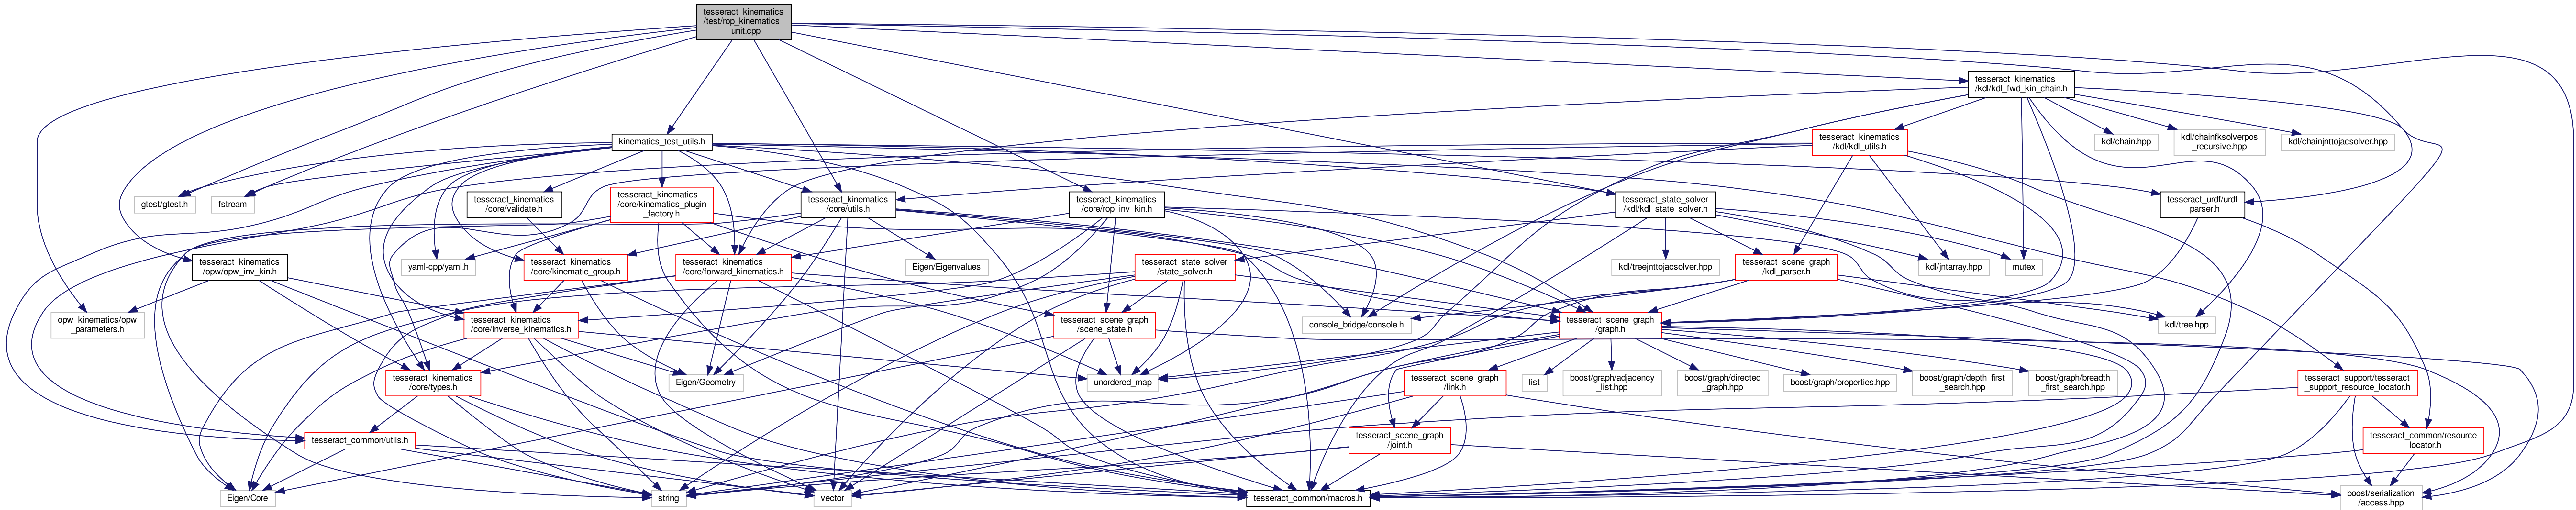 tesseract_kinematics
/test/rop_kinematics
_unit.cpp
tesseract_kinematics
/kdl/kdl_fwd_kin_chain.h
kinematics_test_utils.h
tesseract_kinematics
/kdl/kdl_utils.h
kdl/chain.hpp
kdl/chainfksolverpos
_recursive.hpp
kdl/chainjnttojacsolver.hpp
gtest/gtest.h
fstream
tesseract_kinematics
/core/validate.h
tesseract_kinematics
/core/kinematics_plugin
_factory.h
tesseract_kinematics
/core/utils.h
tesseract_kinematics
/core/rop_inv_kin.h
tesseract_state_solver
/kdl/kdl_state_solver.h
tesseract_urdf/urdf
_parser.h
tesseract_kinematics
/opw/opw_inv_kin.h
yaml-cpp/yaml.h
tesseract_kinematics
/core/kinematic_group.h
tesseract_kinematics
/core/forward_kinematics.h
Eigen/Eigenvalues
tesseract_state_solver
/state_solver.h
kdl/treejnttojacsolver.hpp
tesseract_scene_graph
/kdl_parser.h
kdl/jntarray.hpp
mutex
opw_kinematics/opw
_parameters.h
tesseract_kinematics
/core/inverse_kinematics.h
tesseract_scene_graph
/scene_state.h
console_bridge/console.h
tesseract_scene_graph
/graph.h
kdl/tree.hpp
tesseract_kinematics
/core/types.h
Eigen/Geometry
unordered_map
tesseract_scene_graph
/link.h
list
boost/graph/adjacency
_list.hpp
boost/graph/directed
_graph.hpp
boost/graph/properties.hpp
boost/graph/depth_first
_search.hpp
boost/graph/breadth
_first_search.hpp
tesseract_support/tesseract
_support_resource_locator.h
tesseract_common/utils.h
tesseract_scene_graph
/joint.h
tesseract_common/resource
_locator.h
Eigen/Core
string
vector
tesseract_common/macros.h
boost/serialization
/access.hpp